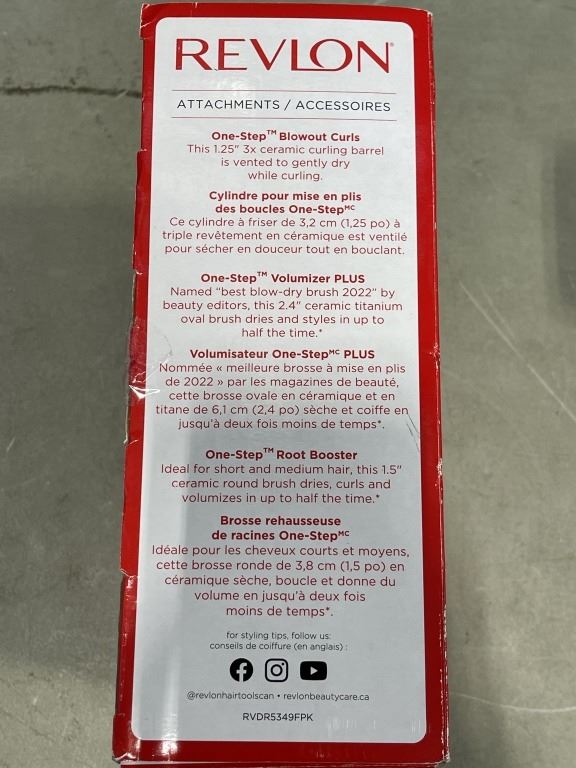 REVLON®
ATTACHMENTS / ACCESSOIRES
One-Step™ Blowout Curls
This 1.25" 3x ceramic curling barrel
is vented to gently dry
while curling.
Cylindre pour mise en plis
des boucles One-Stepᴹᶜ
Ce cylindre à friser de 3,2 cm (1,25 po) à
triple revêtement en céramique est ventilé
pour sécher en douceur tout en bouclant.
One-Step™ Volumizer PLUS
Named “best blow-dry brush 2022” by
beauty editors, this 2.4" ceramic titanium
oval brush dries and styles in up to
half the time.*
Volumisateur One-Stepᴹᶜ PLUS
Nommée « meilleure brosse à mise en plis
de 2022 » par les magazines de beauté,
cette brosse ovale en céramique et en
titane de 6,1 cm (2,4 po) sèche et coiffe en
jusqu’à deux fois moins de temps*.
One-Step™ Root Booster
Ideal for short and medium hair, this 1.5"
ceramic round brush dries, curls and
volumizes in up to half the time.*
Brosse rehausseuse
de racines One-Stepᴹᶜ
Idéale pour les cheveux courts et moyens,
cette brosse ronde de 3,8 cm (1,5 po) en
céramique sèche, boucle et donne du
volume en jusqu’à deux fois
moins de temps*.
for styling tips, follow us:
conseils de coiffure (en anglais) :
@revlonhairtoolscan • revlonbeautycare.ca
RVDR5349FPK